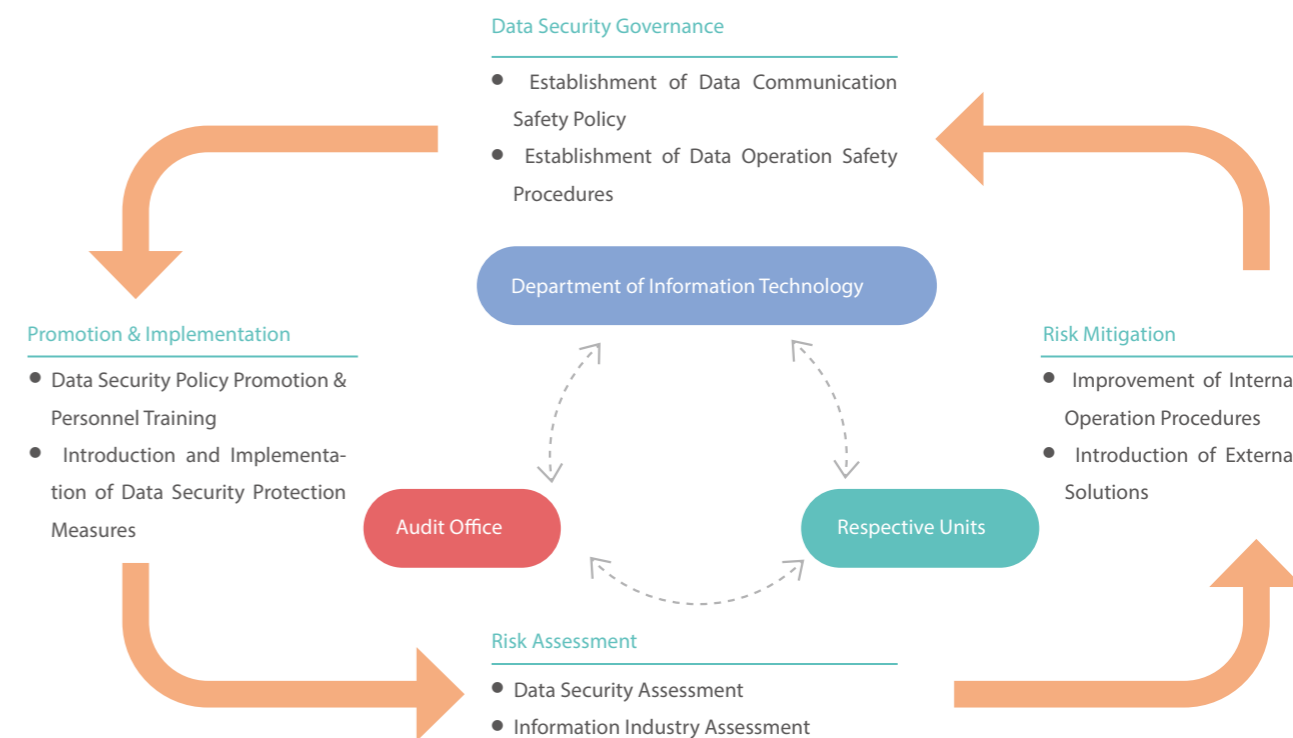 Data Security Governance
● Establishment of Data Communication
Safety Policy
● Establishment of Data Operation Safety
Procedures
Department of Information Technology
Promotion & Implementation
● Data Security Policy Promotion &
Personnel Training
● Introduction and Implementa-
tion of Data Security Protection
Measures
Risk Mitigation
● Improvement of Interna
Operation Procedures
● Introduction of Externa
Solutions
Audit Office
Respective Units
Risk Assessment
● Data Security Assessment
● Information Industry Assessment